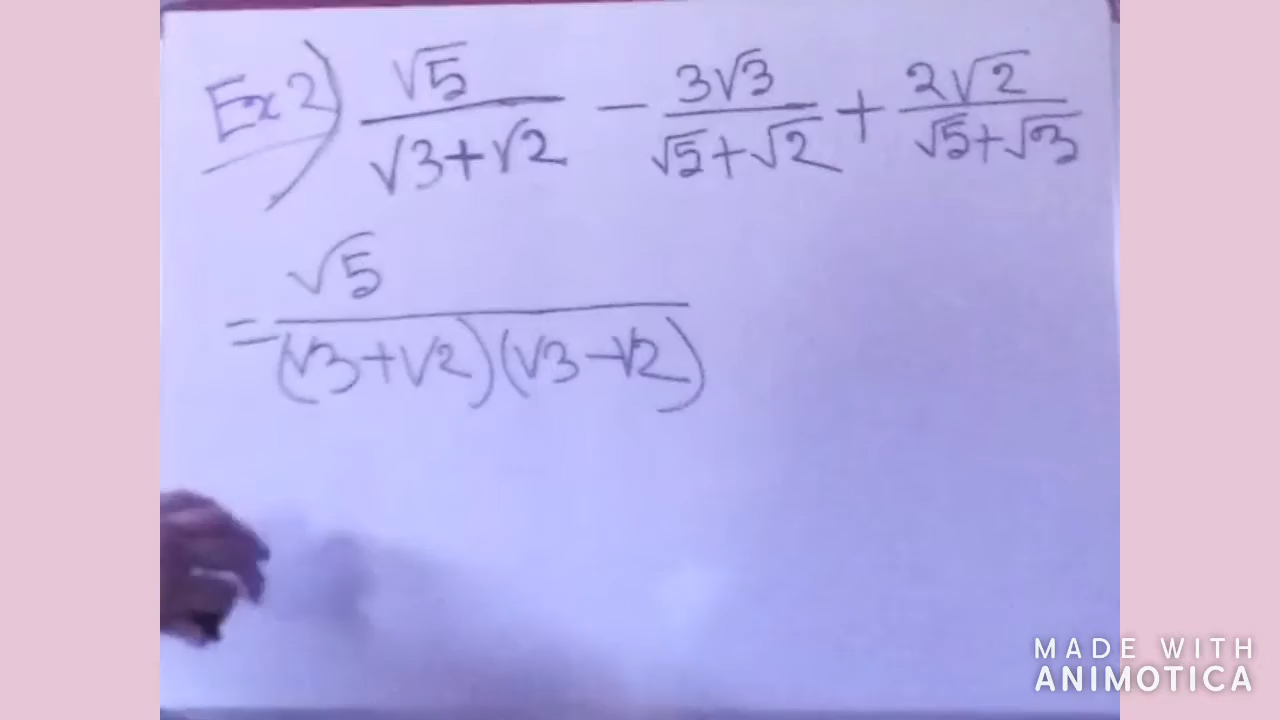 Ex 2) √5/(√3+√2) − 3√3/(√5+√2) + 2√2/(√5+√3)
= √5/(√3+√2)(√3−√2)
MADE WITH
ANIMOTICA